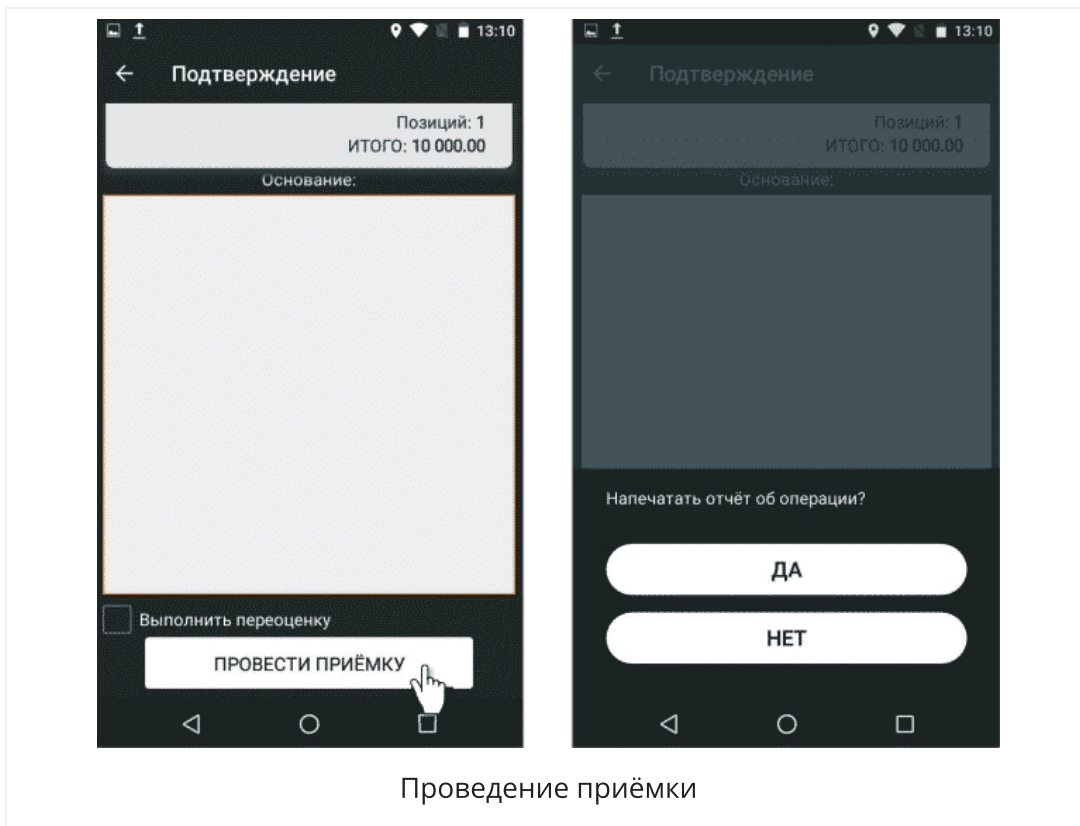 13:10
Подтверждение
Позиций: 1
ИТОГО: 10 000.00
Основание:
Выполнить переоценку
ПРОВЕСТИ ПРИЁМКУ
13:10
Подтверждение
Позиций: 1
ИТОГО: 10 000.00
Основание:
Напечатать отчёт об операции?
ДА
НЕТ
Проведение приёмки